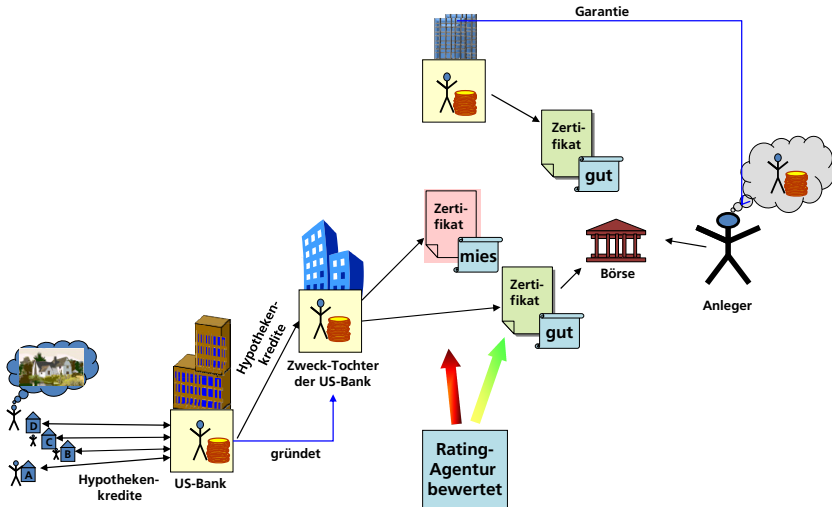 Garantie
Zerti-
fikat
gut
Zerti-
fikat
mies
Zerti-
fikat
gut
Börse
Anleger
Hypotheken-
kredite
Zweck-Tochter
der US-Bank
D
C
B
A
Hypotheken-
kredite
US-Bank
gründet
Rating-
Agentur
bewertet